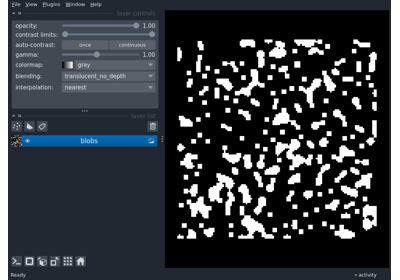 File View Plugins Window Help
layer controls
opacity: 1.00
contrast limits:
auto-contrast: once continuous
gamma: 1.00
colormap: gray
blending: translucent_no_depth
interpolation: nearest
layer list
blobs
Ready
activity